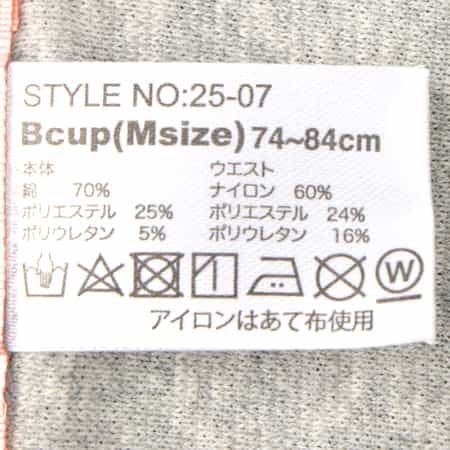 STYLE NO:25-07
Bcup(Msize) 74~84cm
本体 ウエスト
綿 70% ナイロン 60%
ポリエステル 25% ポリエステル 24%
ポリウレタン 5% ポリウレタン 16%
W
アイロンはあて布使用